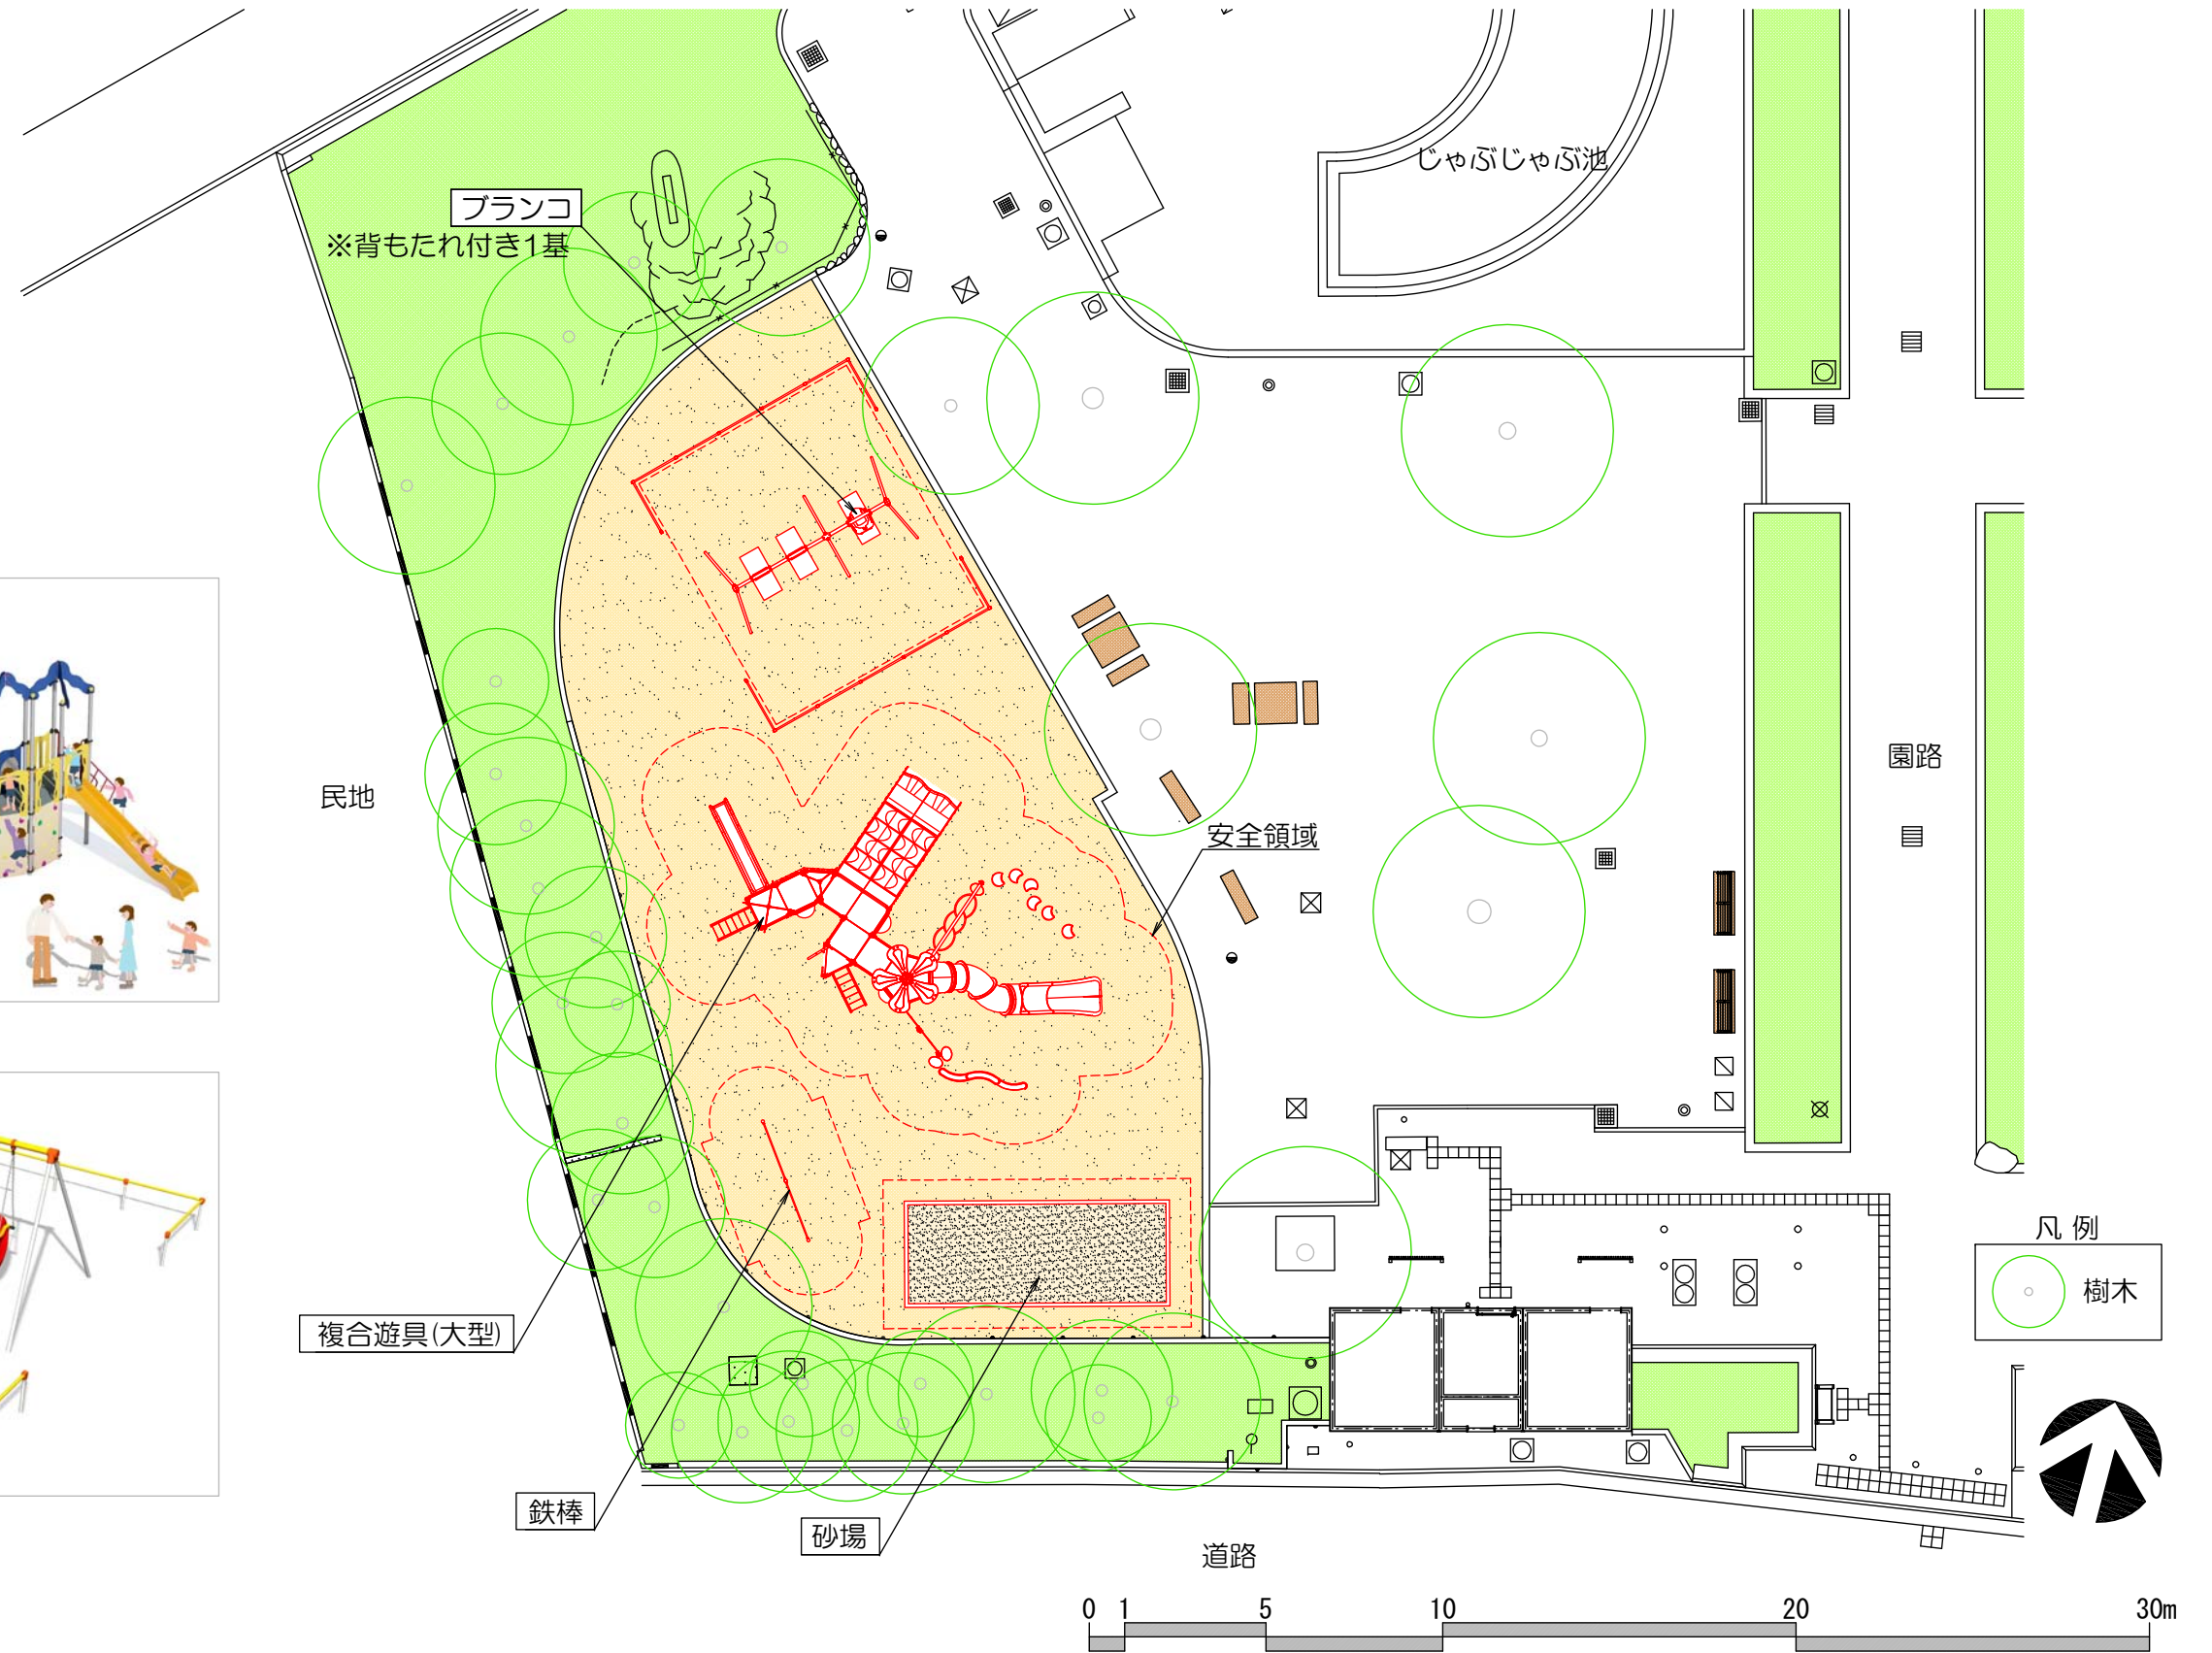 じゃぶじゃぶ池
ブランコ
※背もたれ付き1基
園路
民地
安全領域
凡 例
樹木
複合遊具(大型)
鉄棒
砂場
道路
0 1 5 10 20 30m